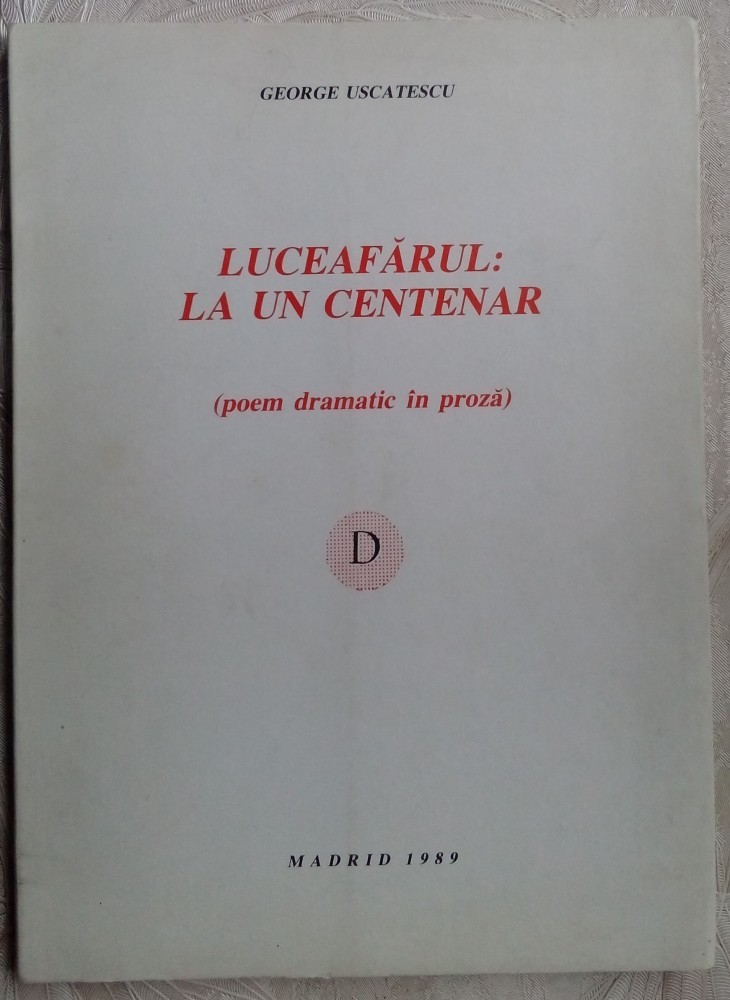 GEORGE USCATESCU
LUCEAFĂRUL:
LA UN CENTENAR
(poem dramatic în proză)
D
MADRID 1989